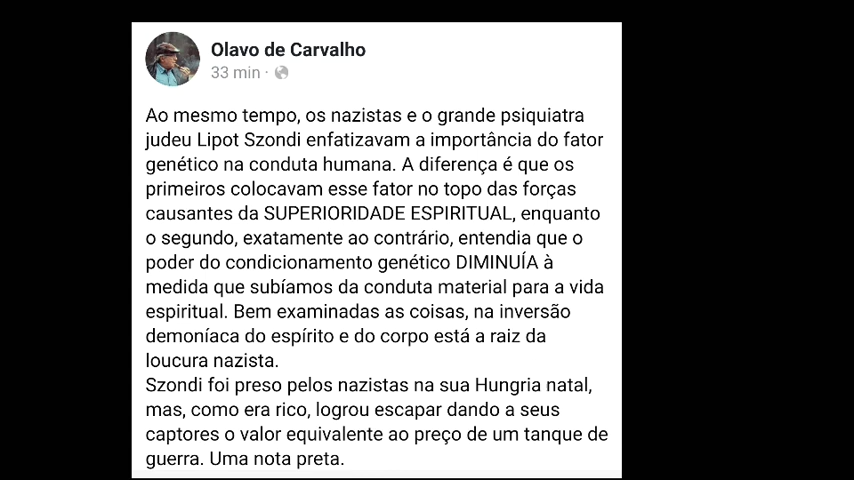 Olavo de Carvalho
33 min ·
Ao mesmo tempo, os nazistas e o grande psiquiatra
judeu Lipot Szondi enfatizavam a importância do fator
genético na conduta humana. A diferença é que os
primeiros colocavam esse fator no topo das forças
causantes da SUPERIORIDADE ESPIRITUAL, enquanto
o segundo, exatamente ao contrário, entendia que o
poder do condicionamento genético DIMINUÍA à
medida que subíamos da conduta material para a vida
espiritual. Bem examinadas as coisas, na inversão
demoníaca do espírito e do corpo está a raiz da
loucura nazista.
Szondi foi preso pelos nazistas na sua Hungria natal,
mas, como era rico, logrou escapar dando a seus
captores o valor equivalente ao preço de um tanque de
guerra. Uma nota preta.